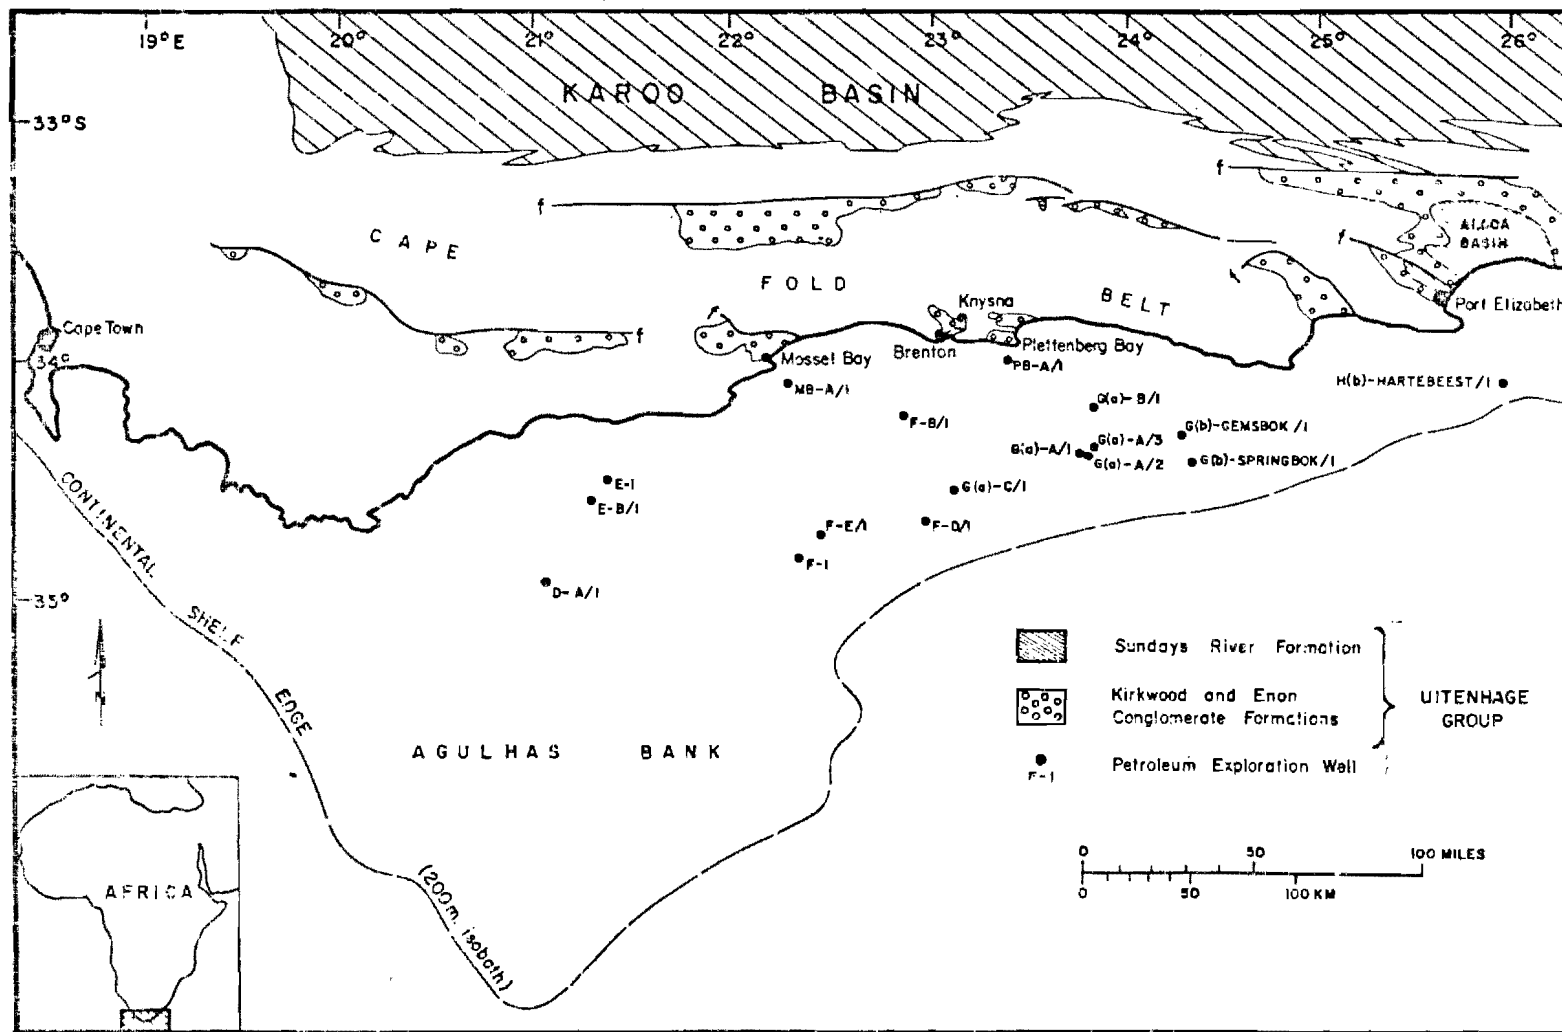 19°E 20° 21° 22° 23° 24° 25° 26°
KAROO BASIN
33°S
f
f
f
f
f
CAPE
FOLD
BELT
ALGOA
BASIN
Knysna
Port Elizabeth
Cape Town
Mossel Bay
Brenton
Plettenberg Bay
34°
PB-A/1
MB-A/1
H(b)-HARTEBEEST/1
G(a)-B/1
F-B/1
G(b)-GEMSBOK/1
G(a)-A/3
G(a)-A/1
G(a)-A/2
G(b)-SPRINGBOK/1
E-1
G(a)-C/1
E-B/1
F-E/1
F-D/1
F-1
D-A/1
35°
CONTINENTAL SHELF EDGE
(200m. isobath)
N
AGULHAS BANK
Sundays River Formation
Kirkwood and Enon
Conglomerate Formations
UITENHAGE
GROUP
F-1
Petroleum Exploration Well
AFRICA
0 50 100 MILES
0 50 100 KM